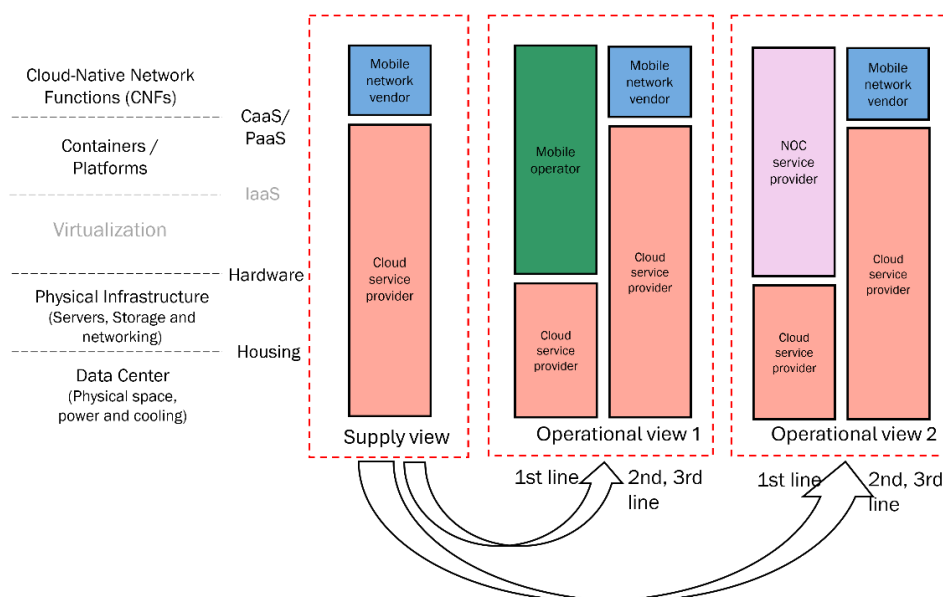 Cloud-Native Network
Functions (CNFs)
Containers /
Platforms
Virtualization
Physical Infrastructure
(Servers, Storage and
networking)
Data Center
(Physical space,
power and cooling)
CaaS/
PaaS
IaaS
Hardware
Housing
Mobile
network
vendor
Cloud
service
provider
Supply view
Mobile
operator
Cloud
service
provider
Mobile
network
vendor
Cloud service
provider
Operational view 1
1st line
2nd, 3rd
line
NOC
service
provider
Cloud
service
provider
Mobile
network
vendor
Cloud service
provider
Operational view 2
1st line
2nd, 3rd
line